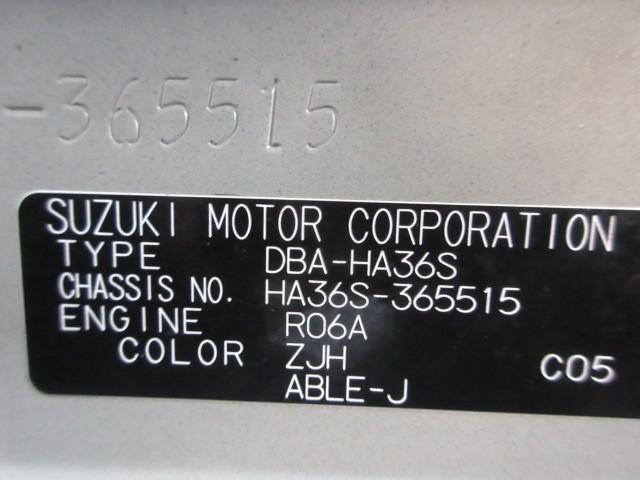 -365515
SUZUKI MOTOR CORPORATION
TYPE DBA-HA36S
CHASSIS NO. HA36S-365515
ENGINE R06A
COLOR ZJH C05
ABLE-J